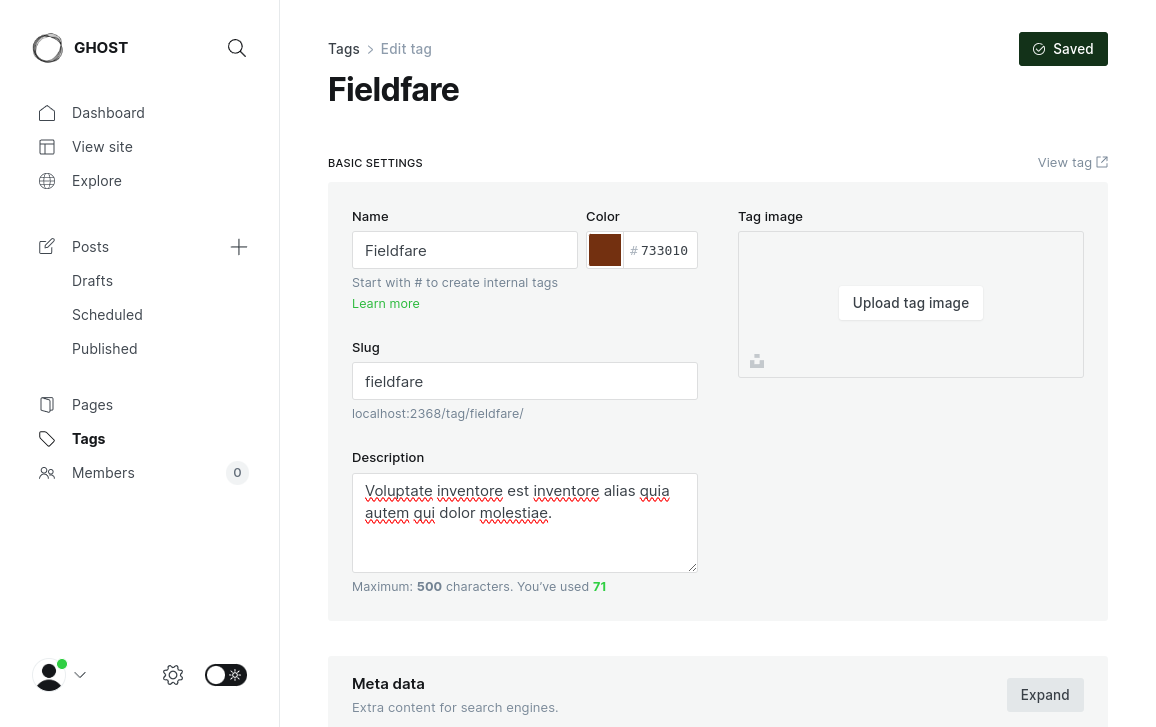 GHOST
Dashboard
View site
Explore
Posts
Drafts
Scheduled
Published
Pages
Tags
Members
0
Tags > Edit tag
Saved
Fieldfare
BASIC SETTINGS
View tag
Name
Fieldfare
Start with # to create internal tags
Learn more
Color
# 733010
Slug
fieldfare
localhost:2368/tag/fieldfare/
Description
Voluptate inventore est inventore alias quia
autem qui dolor molestiae.
Maximum: 500 characters. You've used 71
Tag image
Upload tag image
Meta data
Extra content for search engines.
Expand